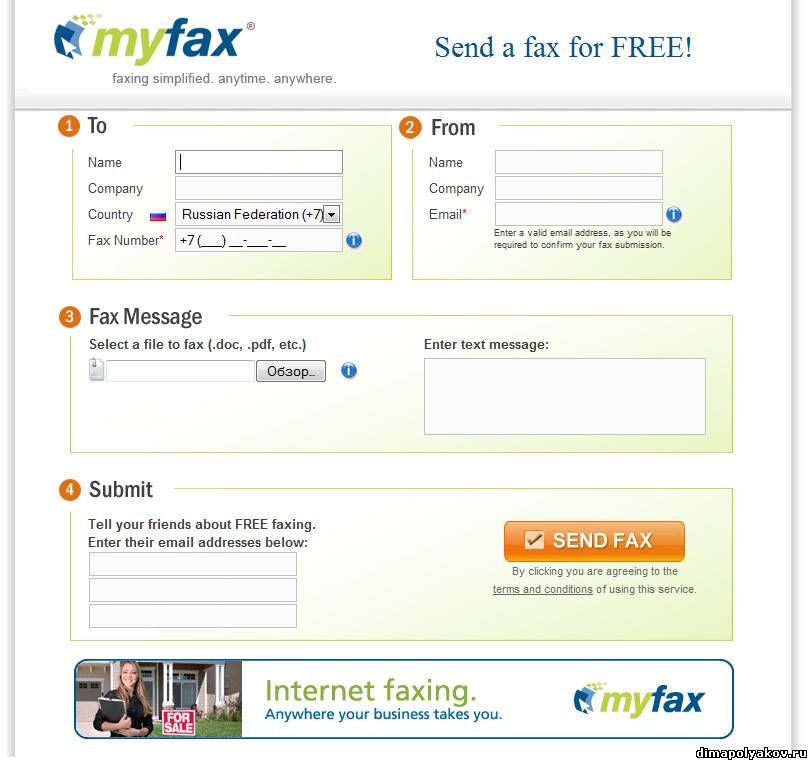 myfax®
faxing simplified. anytime. anywhere.
Send a fax for FREE!
1 To
Name
Company
Country Russian Federation (+7)
Fax Number* +7 (___) __-___-__
2 From
Name
Company
Email*
Enter a valid email address, as you will be
required to confirm your fax submission.
3 Fax Message
Select a file to fax (.doc, .pdf, etc.)
Обзор...
Enter text message:
4 Submit
Tell your friends about FREE faxing.
Enter their email addresses below:
SEND FAX
By clicking you are agreeing to the
terms and conditions of using this service.
FOR
SALE
Internet faxing.
Anywhere your business takes you.
myfax
dimapolyakov.ru